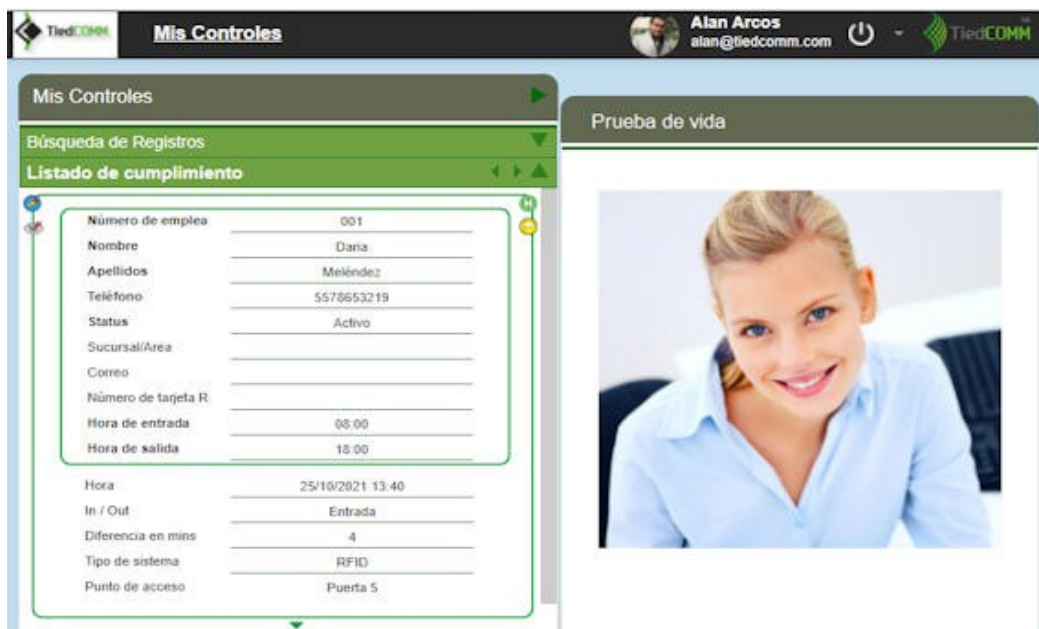 TiedCOMM
Mis Controles
Alan Arcos
alan@tiedcomm.com
TiedCOMM
Mis Controles
Búsqueda de Registros
Listado de cumplimiento
Número de emplea 001
Nombre Daria
Apellidos Meléndez
Teléfono 5578653219
Status Activo
Sucursal/Area
Correo
Número de tarjeta R
Hora de entrada 08:00
Hora de salida 18:00
Hora 25/10/2021 13:40
In / Out Entrada
Diferencia en mins 4
Tipo de sistema RFID
Punto de acceso Puerta 5
Prueba de vida